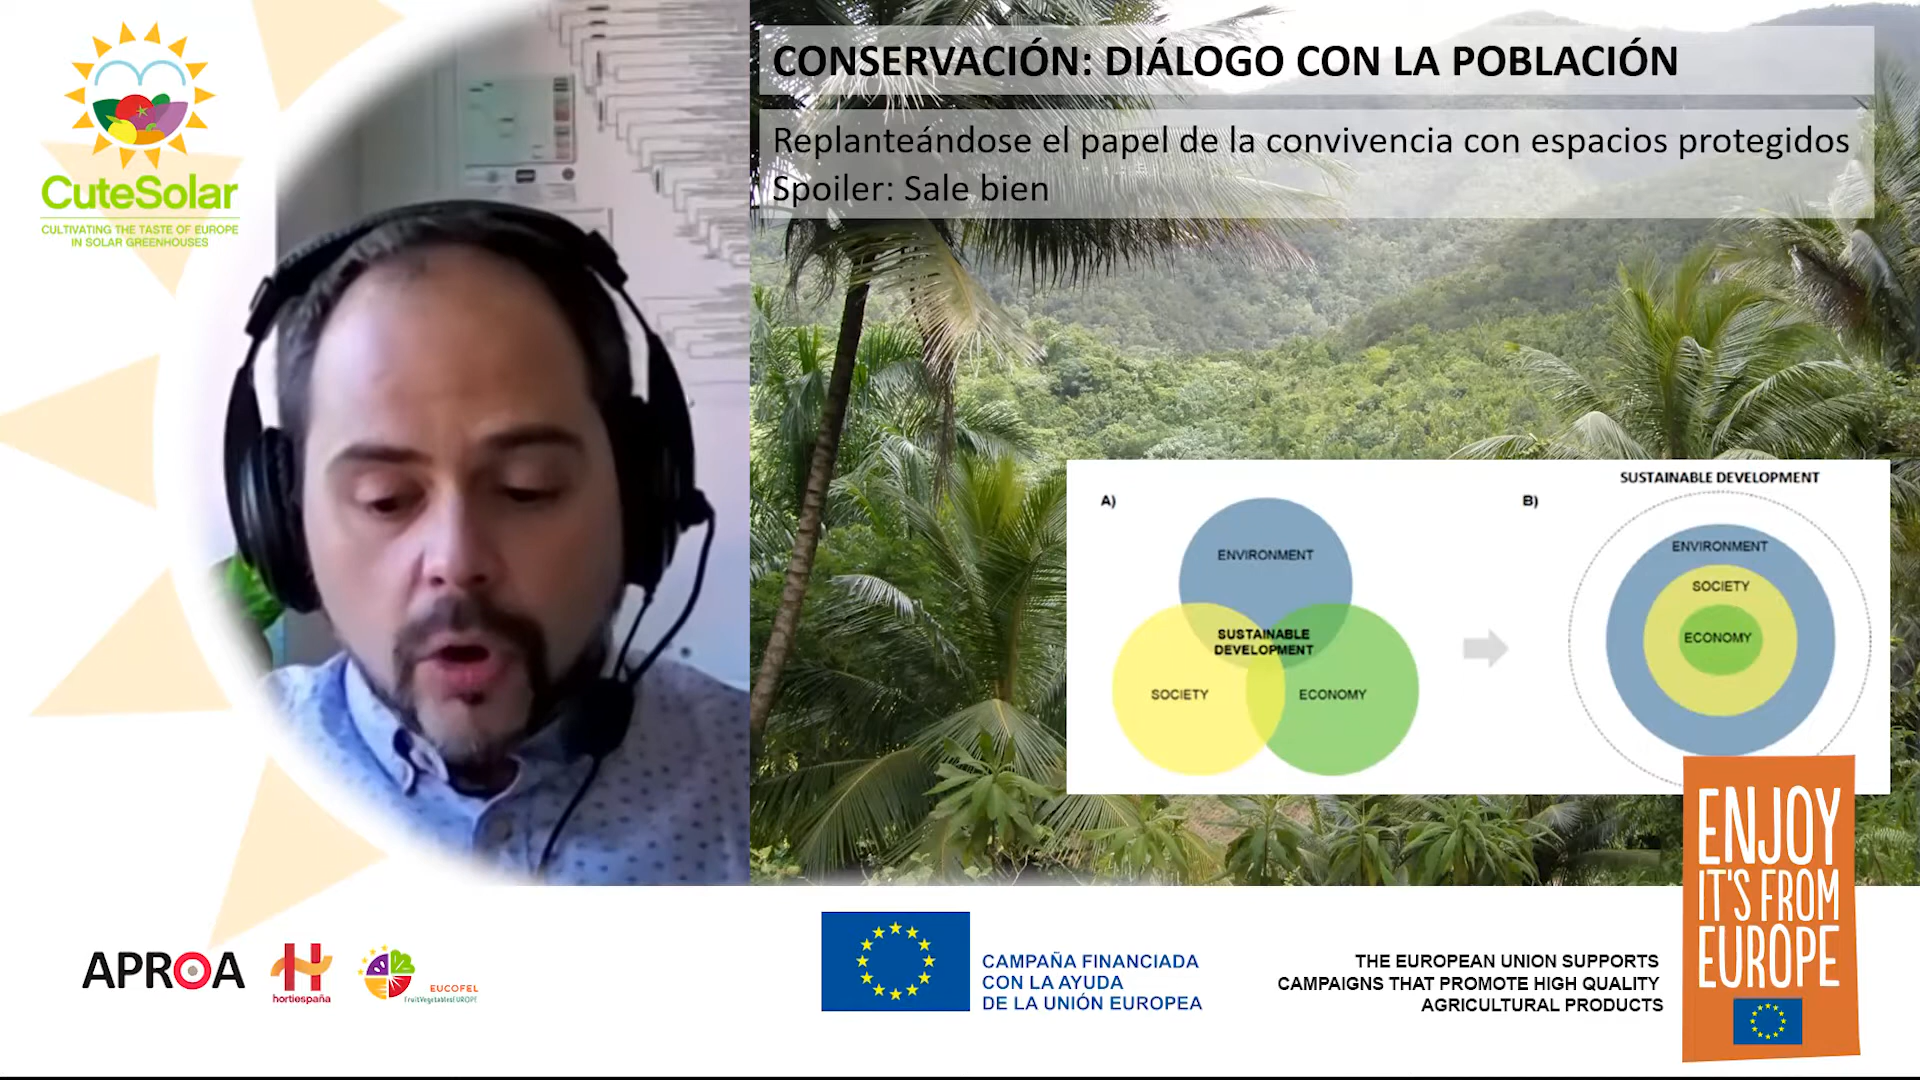 CuteSolar
CULTIVATING THE TASTE OF EUROPE
IN SOLAR GREENHOUSES
CONSERVACIÓN: DIÁLOGO CON LA POBLACIÓN
Replanteándose el papel de la convivencia con espacios protegidos
Spoiler: Sale bien
A)
ENVIRONMENT
SUSTAINABLE
DEVELOPMENT
SOCIETY
ECONOMY
B)
SUSTAINABLE DEVELOPMENT
ENVIRONMENT
SOCIETY
ECONOMY
ENJOY
IT'S FROM
EUROPE
APROA
hortiespaña
EUCOFEL
FruitVegetablesEUROPE
CAMPAÑA FINANCIADA
CON LA AYUDA
DE LA UNIÓN EUROPEA
THE EUROPEAN UNION SUPPORTS
CAMPAIGNS THAT PROMOTE HIGH QUALITY
AGRICULTURAL PRODUCTS